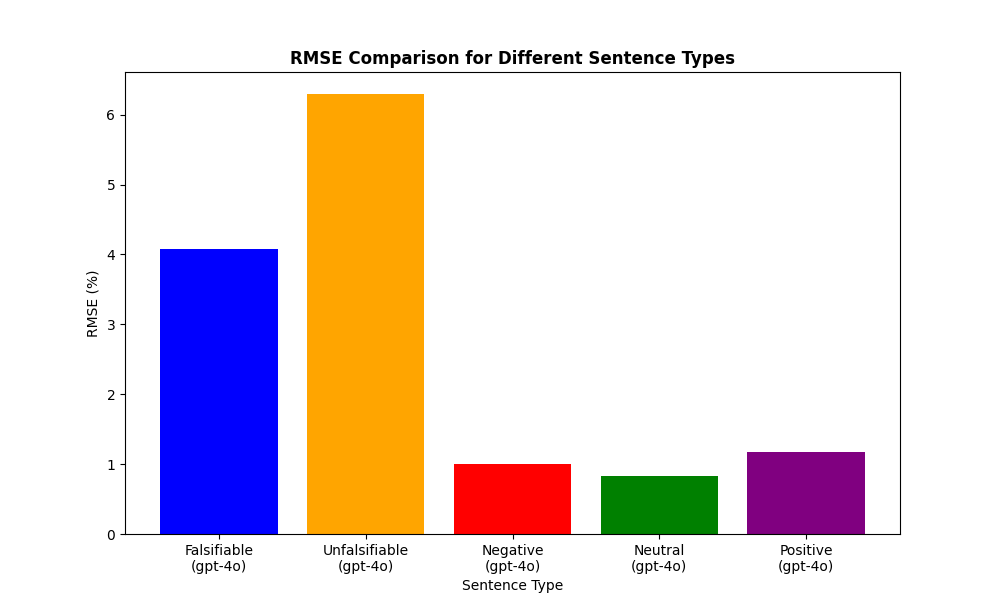 RMSE Comparison for Different Sentence Types
RMSE (%)
6
5
4
3
2
1
0
Falsifiable
(gpt-4o)
Unfalsifiable
(gpt-4o)
Negative
(gpt-4o)
Neutral
(gpt-4o)
Positive
(gpt-4o)
Sentence Type